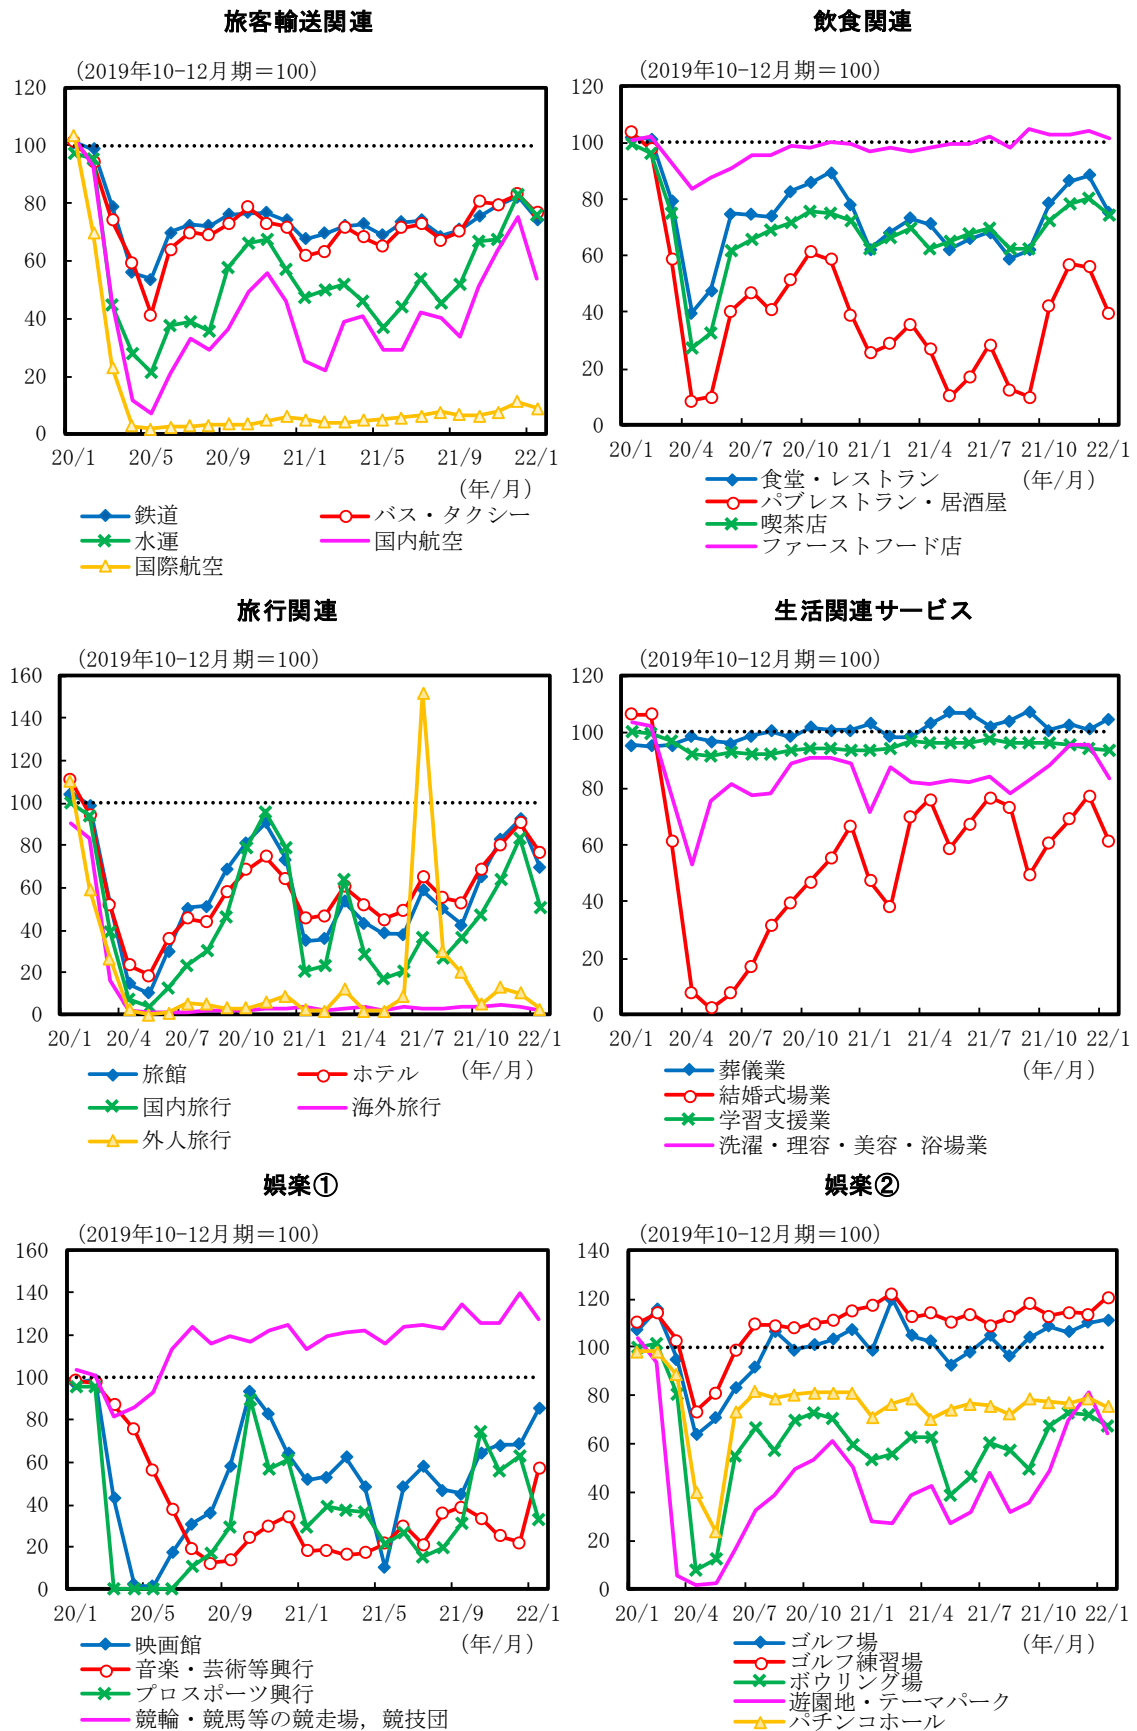 旅客輸送関連
(2019年10-12月期＝100)
120
100
80
60
40
20
0
20/1 20/5 20/9 21/1 21/5 21/9 22/1
(年/月)
鉄道 バス・タクシー
水運 国内航空
国際航空
飲食関連
(2019年10-12月期＝100)
120
100
80
60
40
20
0
20/1 20/4 20/7 20/10 21/1 21/4 21/7 21/10 22/1
(年/月)
食堂・レストラン
パブレストラン・居酒屋
喫茶店
ファーストフード店
旅行関連
(2019年10-12月期＝100)
160
140
120
100
80
60
40
20
0
20/1 20/4 20/7 20/10 21/1 21/4 21/7 21/10 22/1
(年/月)
旅館 ホテル
国内旅行 海外旅行
外人旅行
生活関連サービス
(2019年10-12月期＝100)
120
100
80
60
40
20
0
20/1 20/4 20/7 20/10 21/1 21/4 21/7 21/10 22/1
(年/月)
葬儀業
結婚式場業
学習支援業
洗濯・理容・美容・浴場業
娯楽①
(2019年10-12月期＝100)
160
140
120
100
80
60
40
20
0
20/1 20/5 20/9 21/1 21/5 21/9 22/1
(年/月)
映画館
音楽・芸術等興行
プロスポーツ興行
競輪・競馬等の競走場，競技団
娯楽②
(2019年10-12月期＝100)
140
120
100
80
60
40
20
0
20/1 20/4 20/7 20/10 21/1 21/4 21/7 21/10 22/1
(年/月)
ゴルフ場
ゴルフ練習場
ボウリング場
遊園地・テーマパーク
パチンコホール